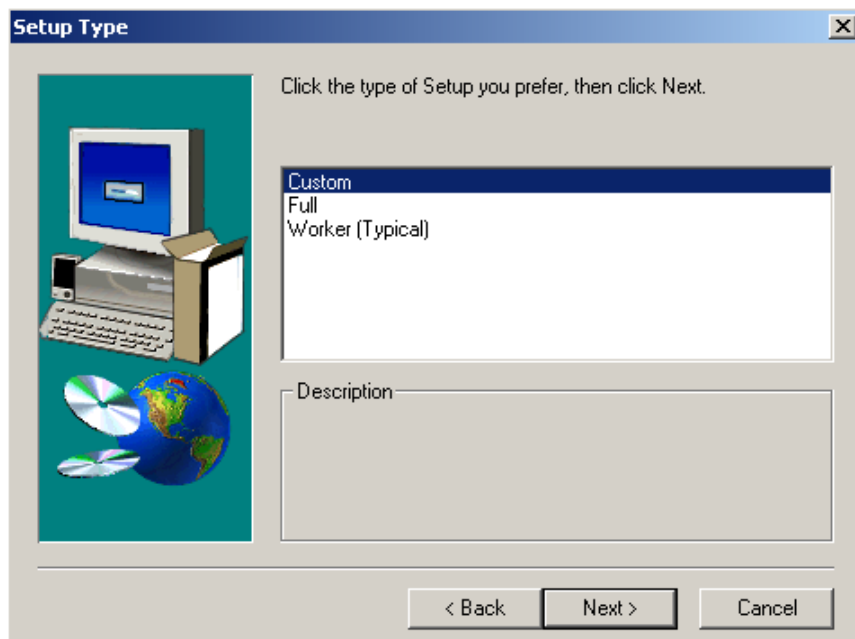 Setup Type
Click the type of Setup you prefer, then click Next.
Custom
Full
Worker (Typical)
Description
< Back
Next >
Cancel